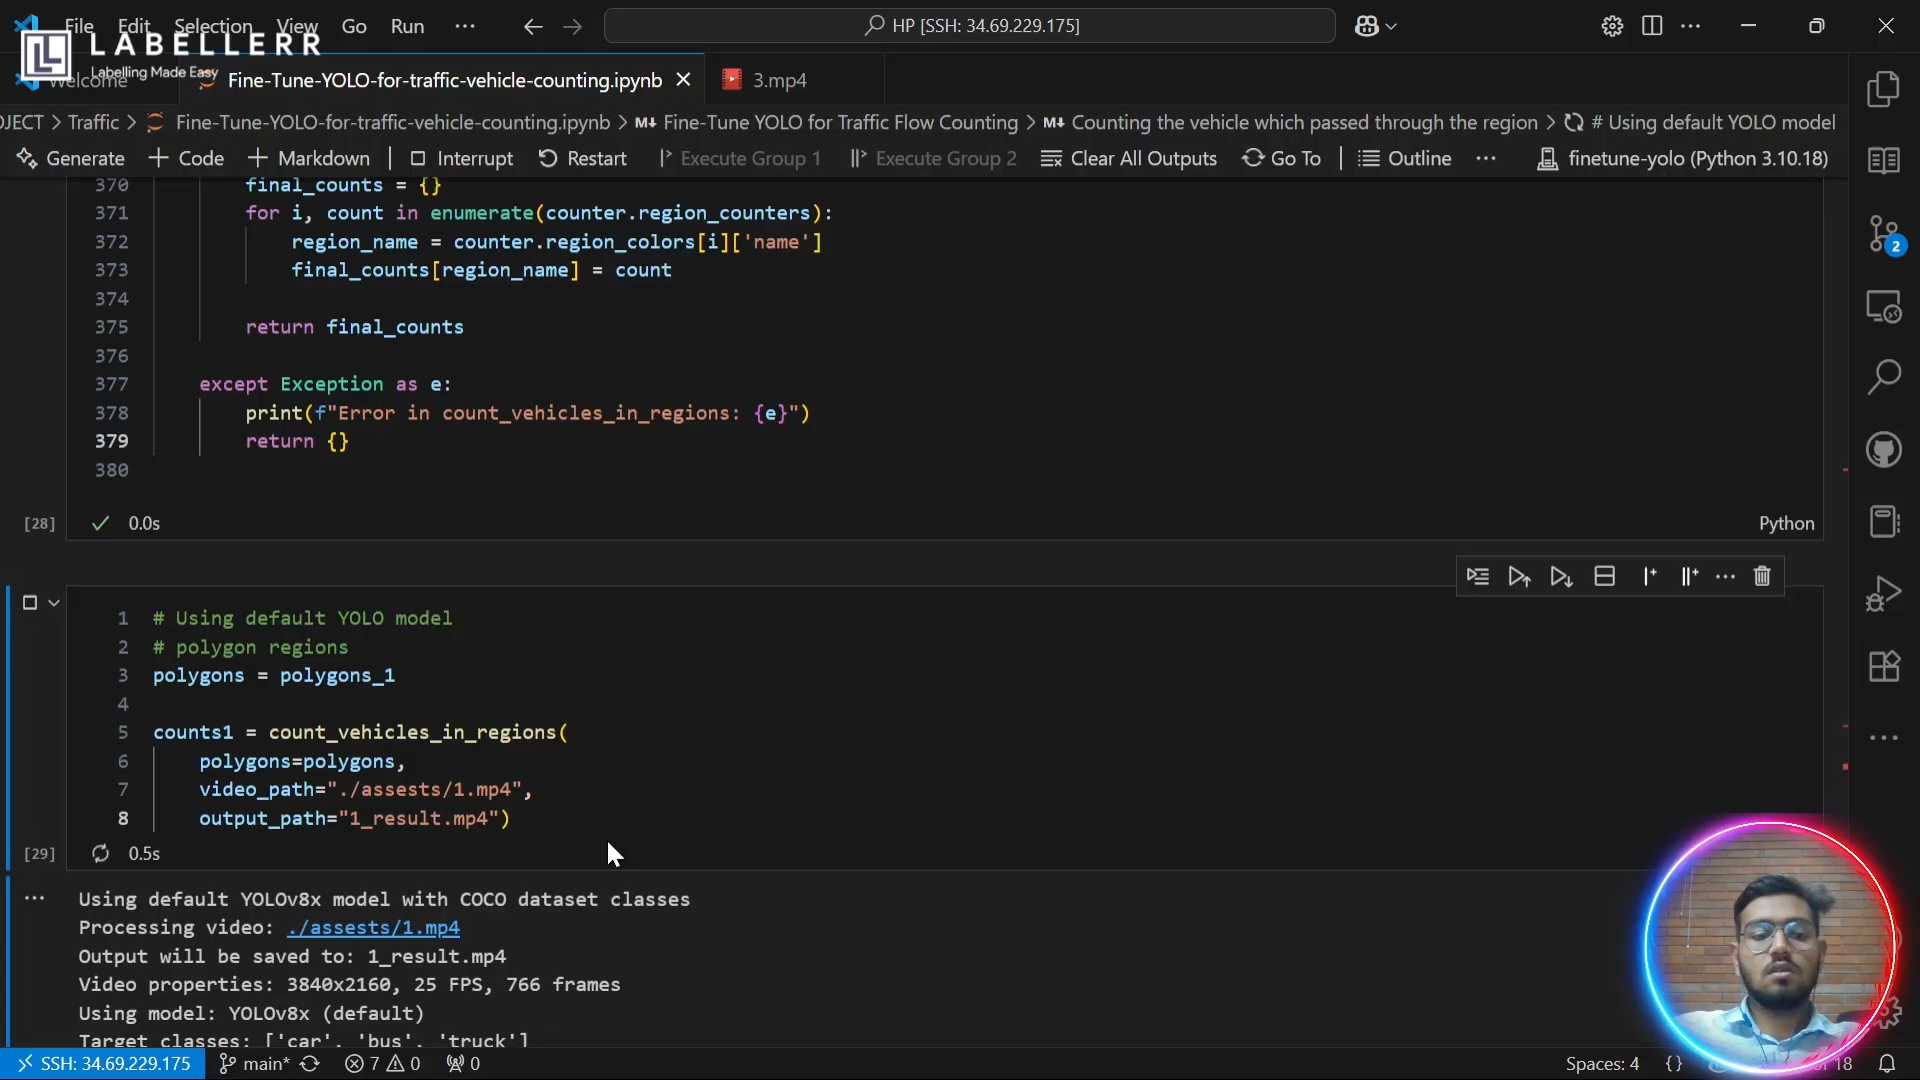 File Edit Selection View Go Run ···
HP [SSH: 34.69.229.175]
LABELLERR
Labelling Made Easy
Welcome
Fine-Tune-YOLO-for-traffic-vehicle-counting.ipynb
3.mp4
OJECT > Traffic > Fine-Tune-YOLO-for-traffic-vehicle-counting.ipynb > M↓ Fine-Tune YOLO for Traffic Flow Counting > M↓ Counting the vehicle which passed through the region > # Using default YOLO model
Generate + Code + Markdown | Interrupt Restart Execute Group 1 Execute Group 2 Clear All Outputs Go To | Outline ··· finetune-yolo (Python 3.10.18)
370 final_counts = {}
371 for i, count in enumerate(counter.region_counters):
372 region_name = counter.region_colors[i]['name']
373 final_counts[region_name] = count
374
375 return final_counts
376
377 except Exception as e:
378 print(f"Error in count_vehicles_in_regions: {e}")
379 return {}
380
[28] ✓ 0.0s Python
1 # Using default YOLO model
2 # polygon regions
3 polygons = polygons_1
4
5 counts1 = count_vehicles_in_regions(
6 polygons=polygons,
7 video_path="./assests/1.mp4",
8 output_path="1_result.mp4")
[29] 0.5s
··· Using default YOLOv8x model with COCO dataset classes
Processing video: ./assests/1.mp4
Output will be saved to: 1_result.mp4
Video properties: 3840x2160, 25 FPS, 766 frames
Using model: YOLOv8x (default)
Target classes: ['car', 'bus', 'truck']
2
SSH: 34.69.229.175 main* 7 0 0 Spaces: 4 {} 18